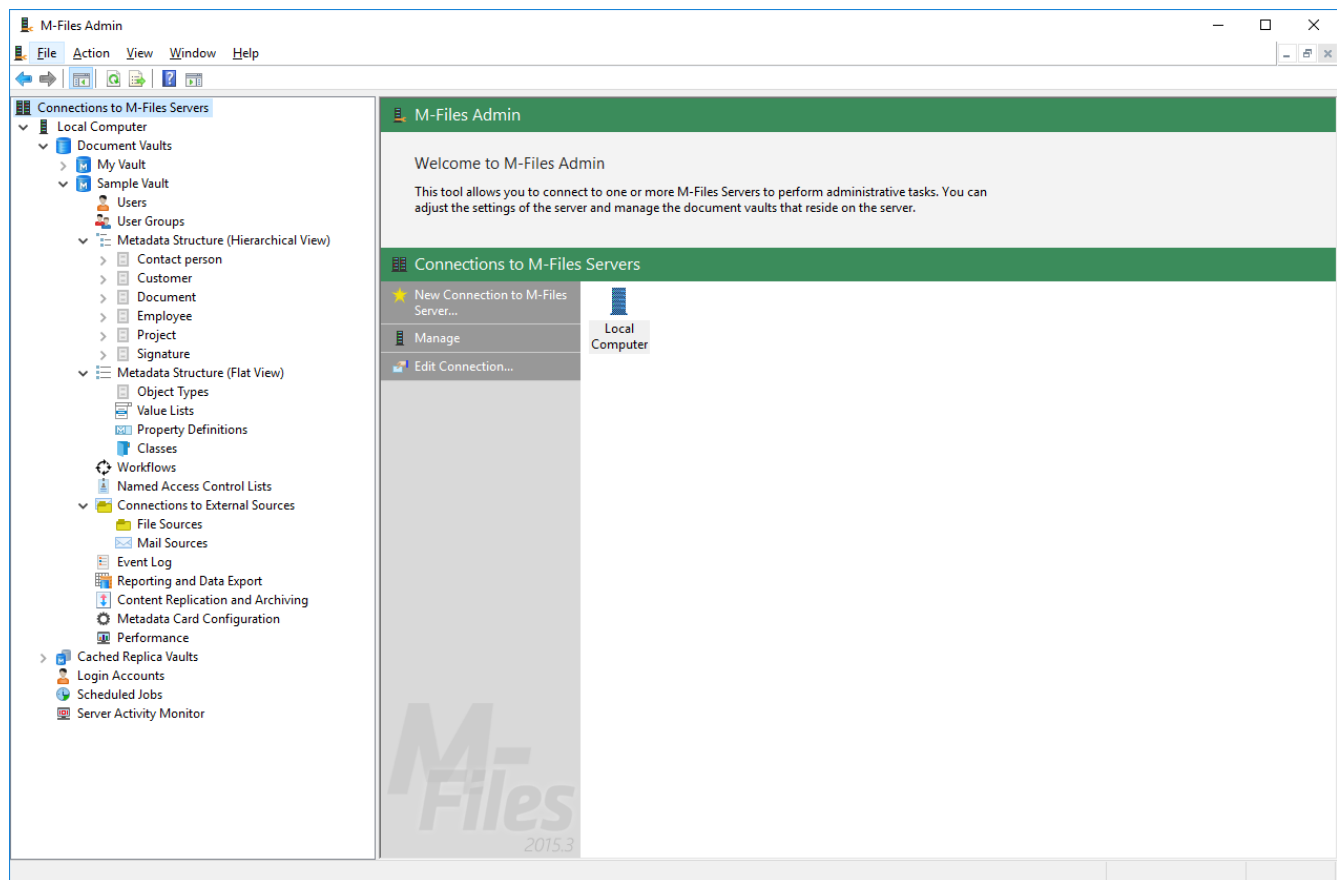 M-Files Admin
File Action View Window Help
Connections to M-Files Servers
Local Computer
Document Vaults
My Vault
Sample Vault
Users
User Groups
Metadata Structure (Hierarchical View)
Contact person
Customer
Document
Employee
Project
Signature
Metadata Structure (Flat View)
Object Types
Value Lists
Property Definitions
Classes
Workflows
Named Access Control Lists
Connections to External Sources
File Sources
Mail Sources
Event Log
Reporting and Data Export
Content Replication and Archiving
Metadata Card Configuration
Performance
Cached Replica Vaults
Login Accounts
Scheduled Jobs
Server Activity Monitor
M-Files Admin
Welcome to M-Files Admin
This tool allows you to connect to one or more M-Files Servers to perform administrative tasks. You can
adjust the settings of the server and manage the document vaults that reside on the server.
Connections to M-Files Servers
New Connection to M-Files
Server...
Manage
Edit Connection...
Local
Computer
M-
Files
2015.3